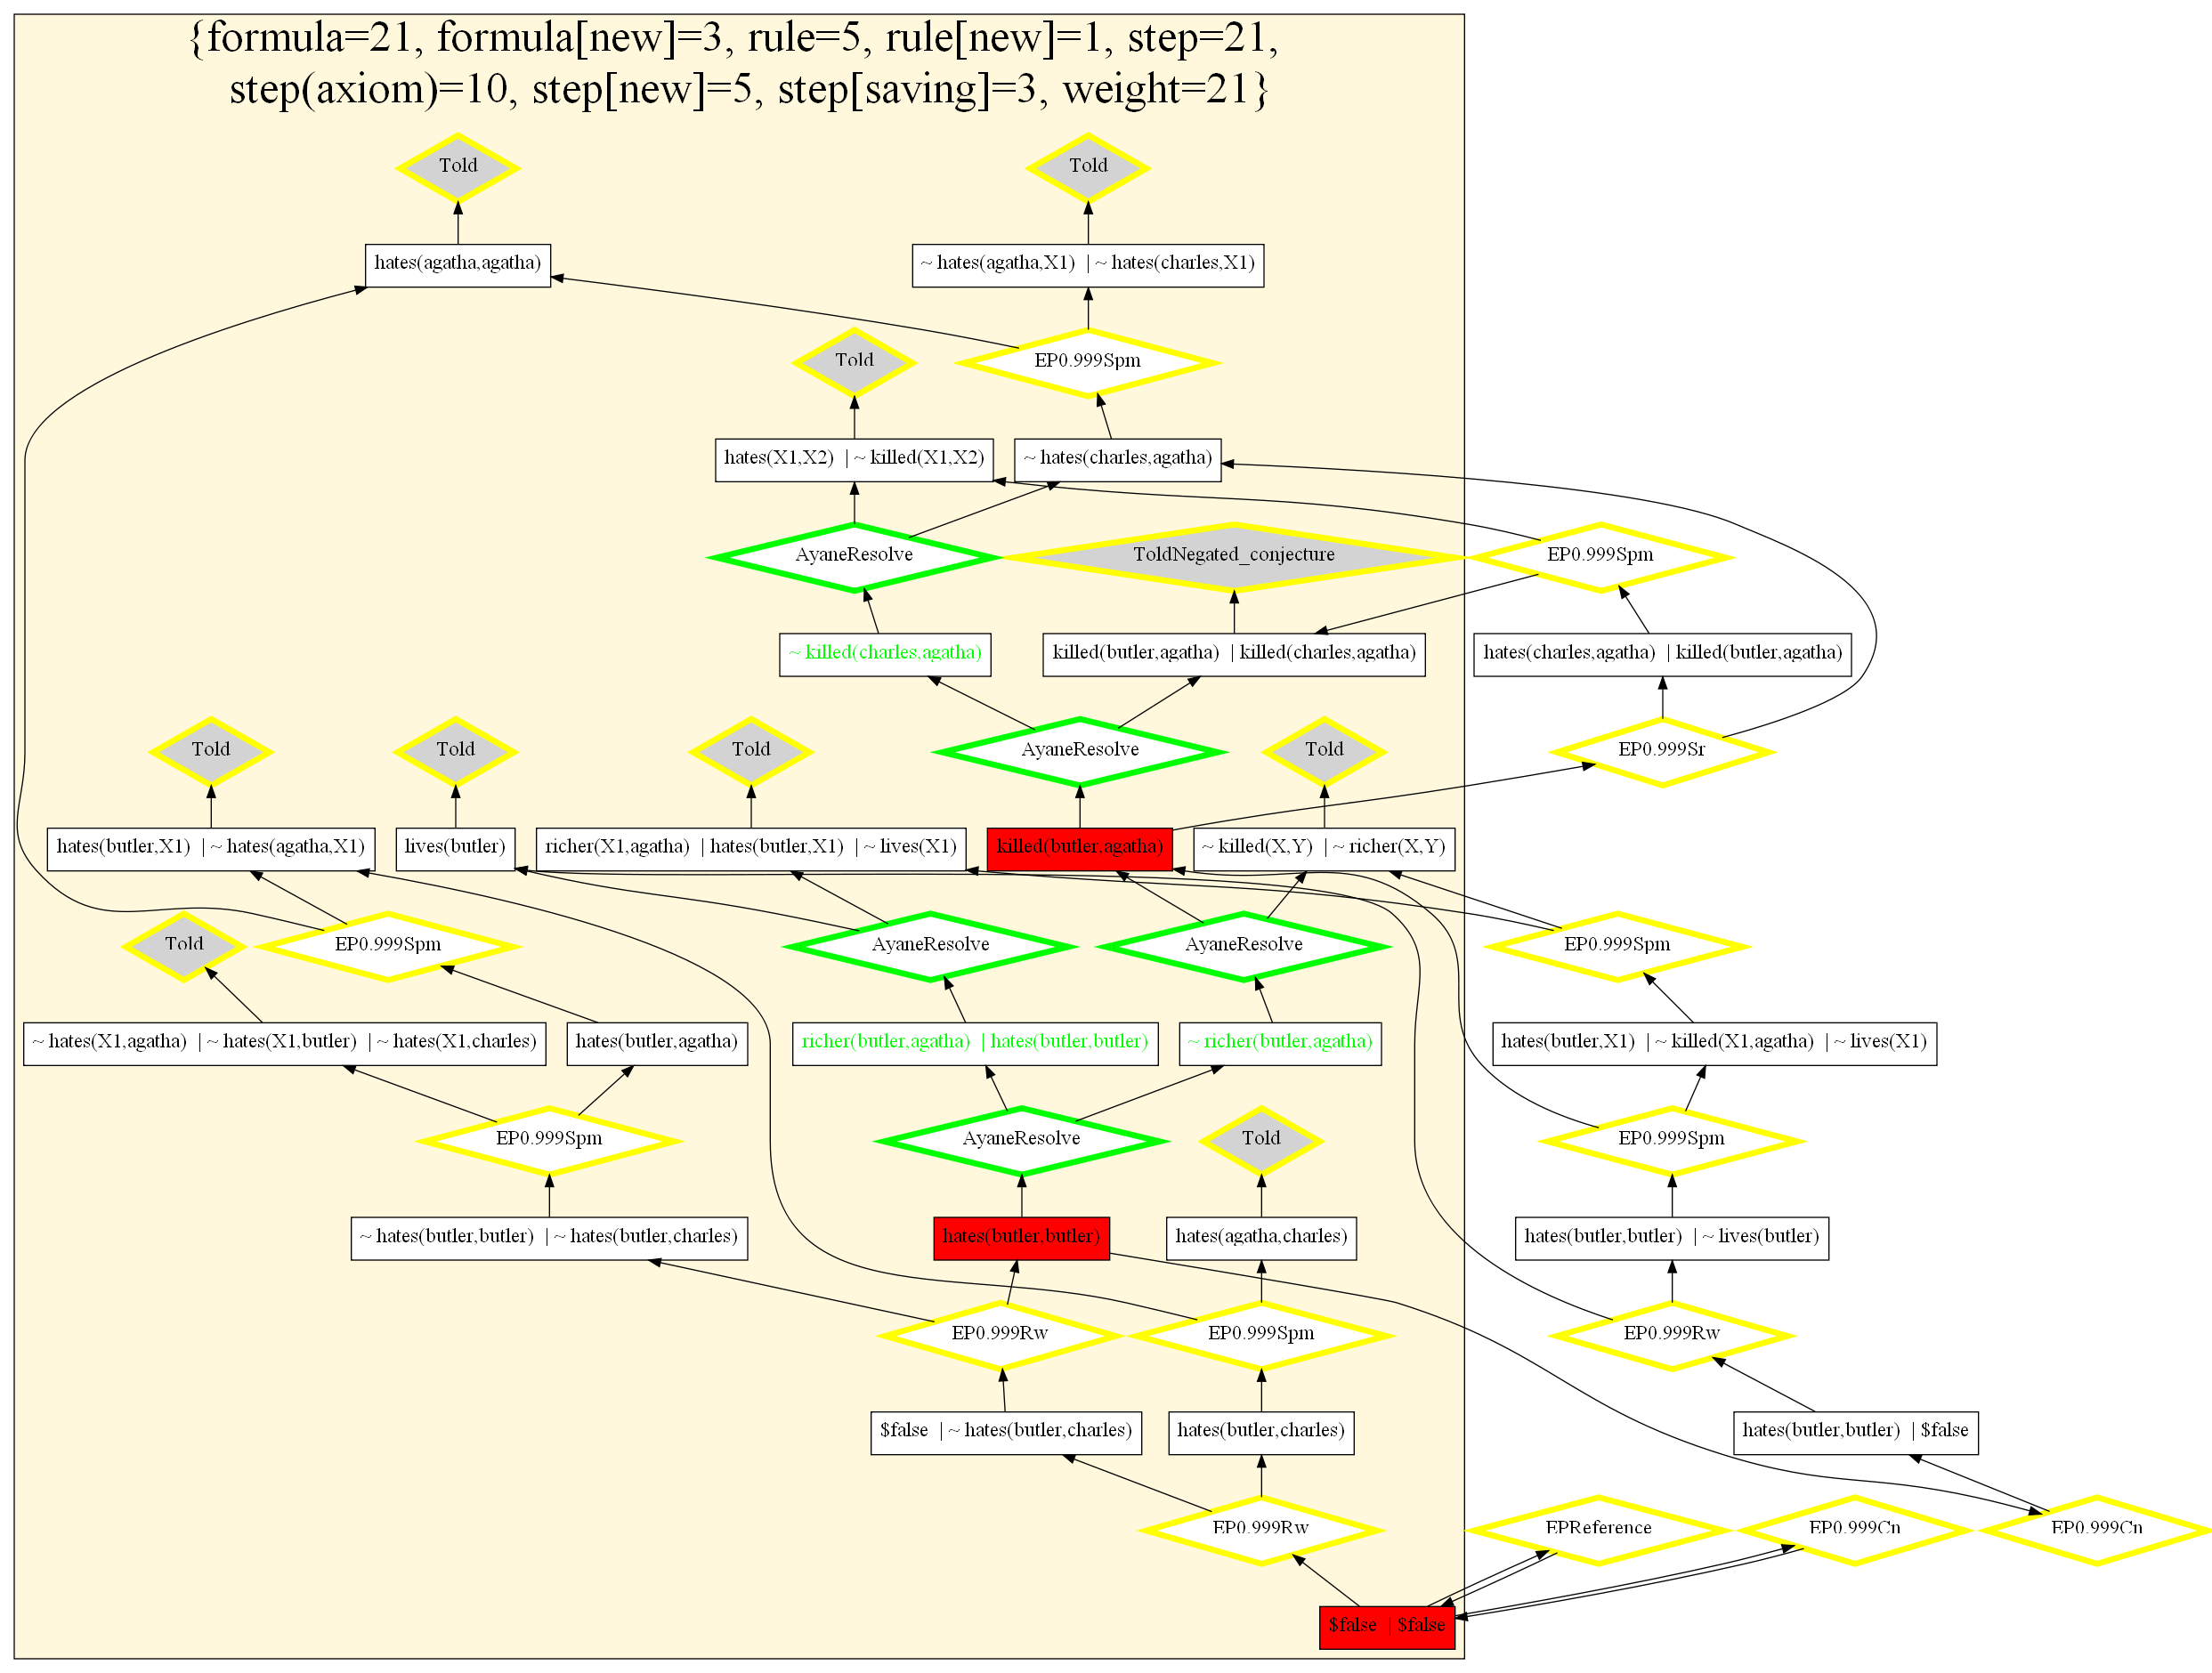 {formula=21, formula[new]=3, rule=5, rule[new]=1, step=21,
step(axiom)=10, step[new]=5, step[saving]=3, weight=21}
Told
Told
hates(agatha,agatha)
~ hates(agatha,X1) | ~ hates(charles,X1)
Told
EP0.999Spm
hates(X1,X2) | ~ killed(X1,X2)
~ hates(charles,agatha)
AyaneResolve
ToldNegated_conjecture
EP0.999Spm
~ killed(charles,agatha)
killed(butler,agatha) | killed(charles,agatha)
hates(charles,agatha) | killed(butler,agatha)
Told
Told
Told
AyaneResolve
Told
EP0.999Sr
hates(butler,X1) | ~ hates(agatha,X1)
lives(butler)
richer(X1,agatha) | hates(butler,X1) | ~ lives(X1)
killed(butler,agatha)
~ killed(X,Y) | ~ richer(X,Y)
Told
EP0.999Spm
AyaneResolve
AyaneResolve
EP0.999Spm
~ hates(X1,agatha) | ~ hates(X1,butler) | ~ hates(X1,charles)
hates(butler,agatha)
richer(butler,agatha) | hates(butler,butler)
~ richer(butler,agatha)
hates(butler,X1) | ~ killed(X1,agatha) | ~ lives(X1)
EP0.999Spm
AyaneResolve
Told
EP0.999Spm
~ hates(butler,butler) | ~ hates(butler,charles)
hates(butler,butler)
hates(agatha,charles)
hates(butler,butler) | ~ lives(butler)
EP0.999Rw
EP0.999Spm
EP0.999Rw
$false | ~ hates(butler,charles)
hates(butler,charles)
hates(butler,butler) | $false
EP0.999Rw
EPReference
EP0.999Cn
EP0.999Cn
$false | $false